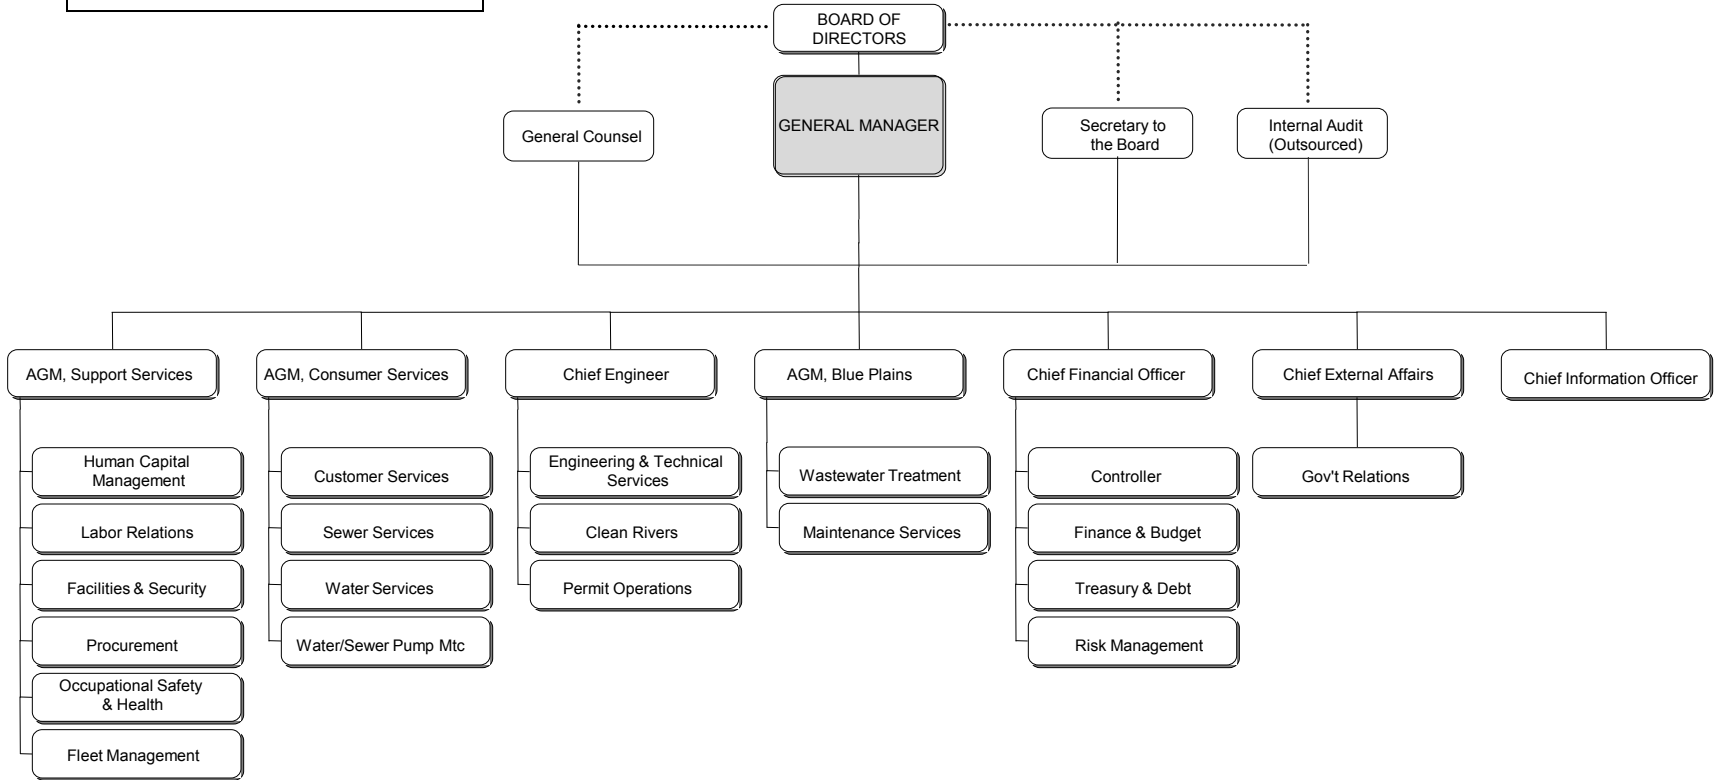 BOARD OF
DIRECTORS
GENERAL MANAGER
General Counsel
Secretary to
the Board
Internal Audit
(Outsourced)
AGM, Support Services
AGM, Consumer Services
Chief Engineer
AGM, Blue Plains
Chief Financial Officer
Chief External Affairs
Chief Information Officer
Human Capital
Management
Labor Relations
Facilities & Security
Procurement
Occupational Safety
& Health
Fleet Management
Customer Services
Sewer Services
Water Services
Water/Sewer Pump Mtc
Engineering & Technical
Services
Clean Rivers
Permit Operations
Wastewater Treatment
Maintenance Services
Controller
Finance & Budget
Treasury & Debt
Risk Management
Gov't Relations